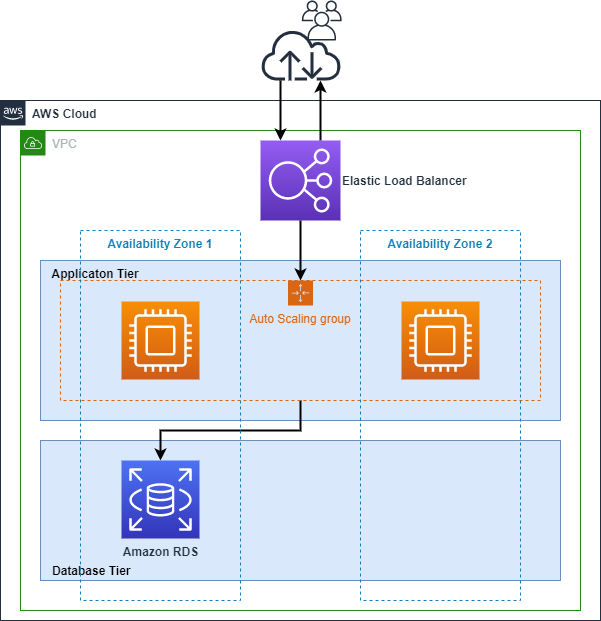 aws
AWS Cloud
VPC
Elastic Load Balancer
Availability Zone 1
Availability Zone 2
Applicaton Tier
Auto Scaling group
Amazon RDS
Database Tier